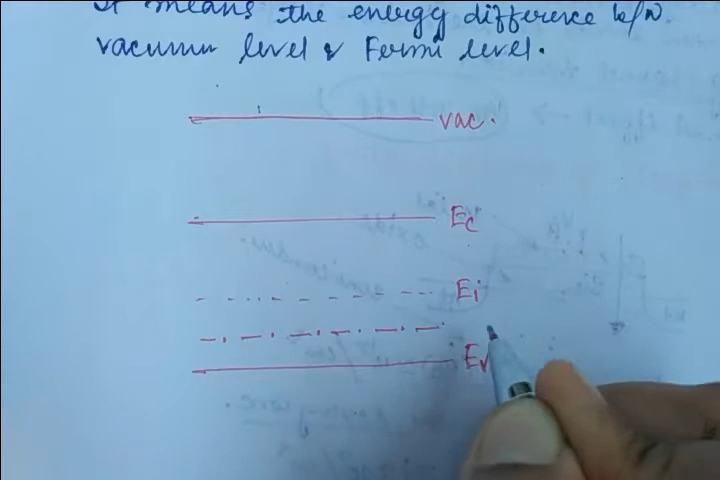 It means the energy difference b/w
vacuum level & Fermi level.
vac.
Ec
Ei
Ev